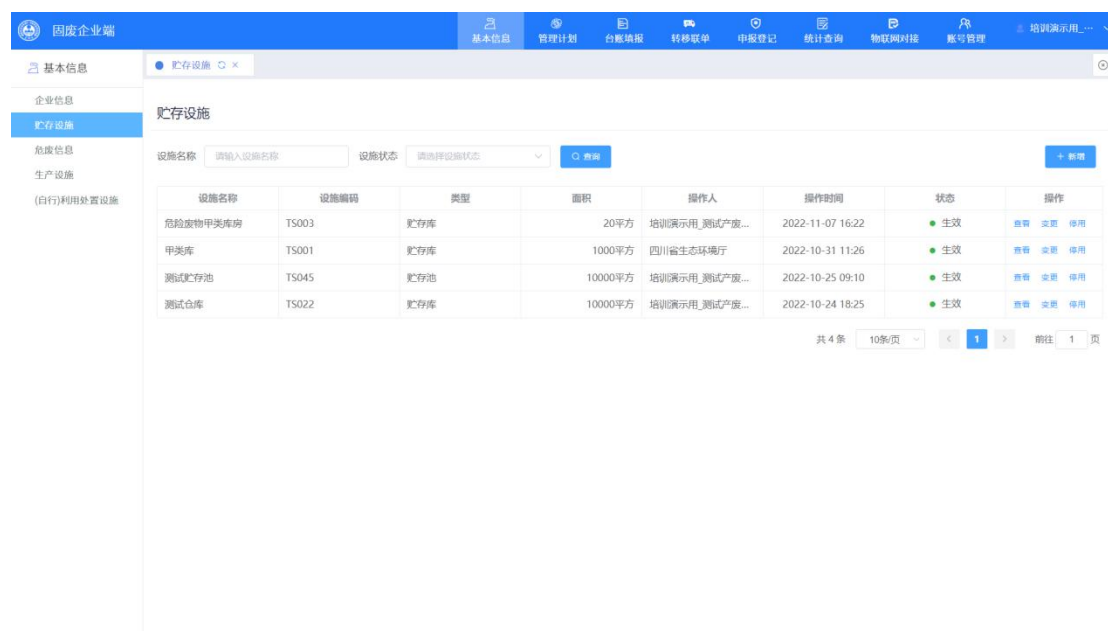 固废企业端
基本信息 管理计划 台账填报 转移联单 申报登记 统计查询 物联网对接 账号管理 培训演示用_...
基本信息
贮存设施
企业信息
贮存设施
危废信息
生产设施
(自行)利用处置设施
贮存设施
设施名称 请输入设施名称 设施状态 请选择设施状态 查询 + 新增
设施名称 设施编码 类型 面积 操作人 操作时间 状态 操作
危险废物甲类库房 TS003 贮存库 20平方 培训演示用_测试产废... 2022-11-07 16:22 生效 查看 变更 停用
甲类库 TS001 贮存库 1000平方 四川省生态环境厅 2022-10-31 11:26 生效 查看 变更 停用
测试贮存池 TS045 贮存池 10000平方 培训演示用_测试产废... 2022-10-25 09:10 生效 查看 变更 停用
测试仓库 TS022 贮存库 10000平方 培训演示用_测试产废... 2022-10-24 18:25 生效 查看 变更 停用
共 4 条 10条/页 1 前往 1 页